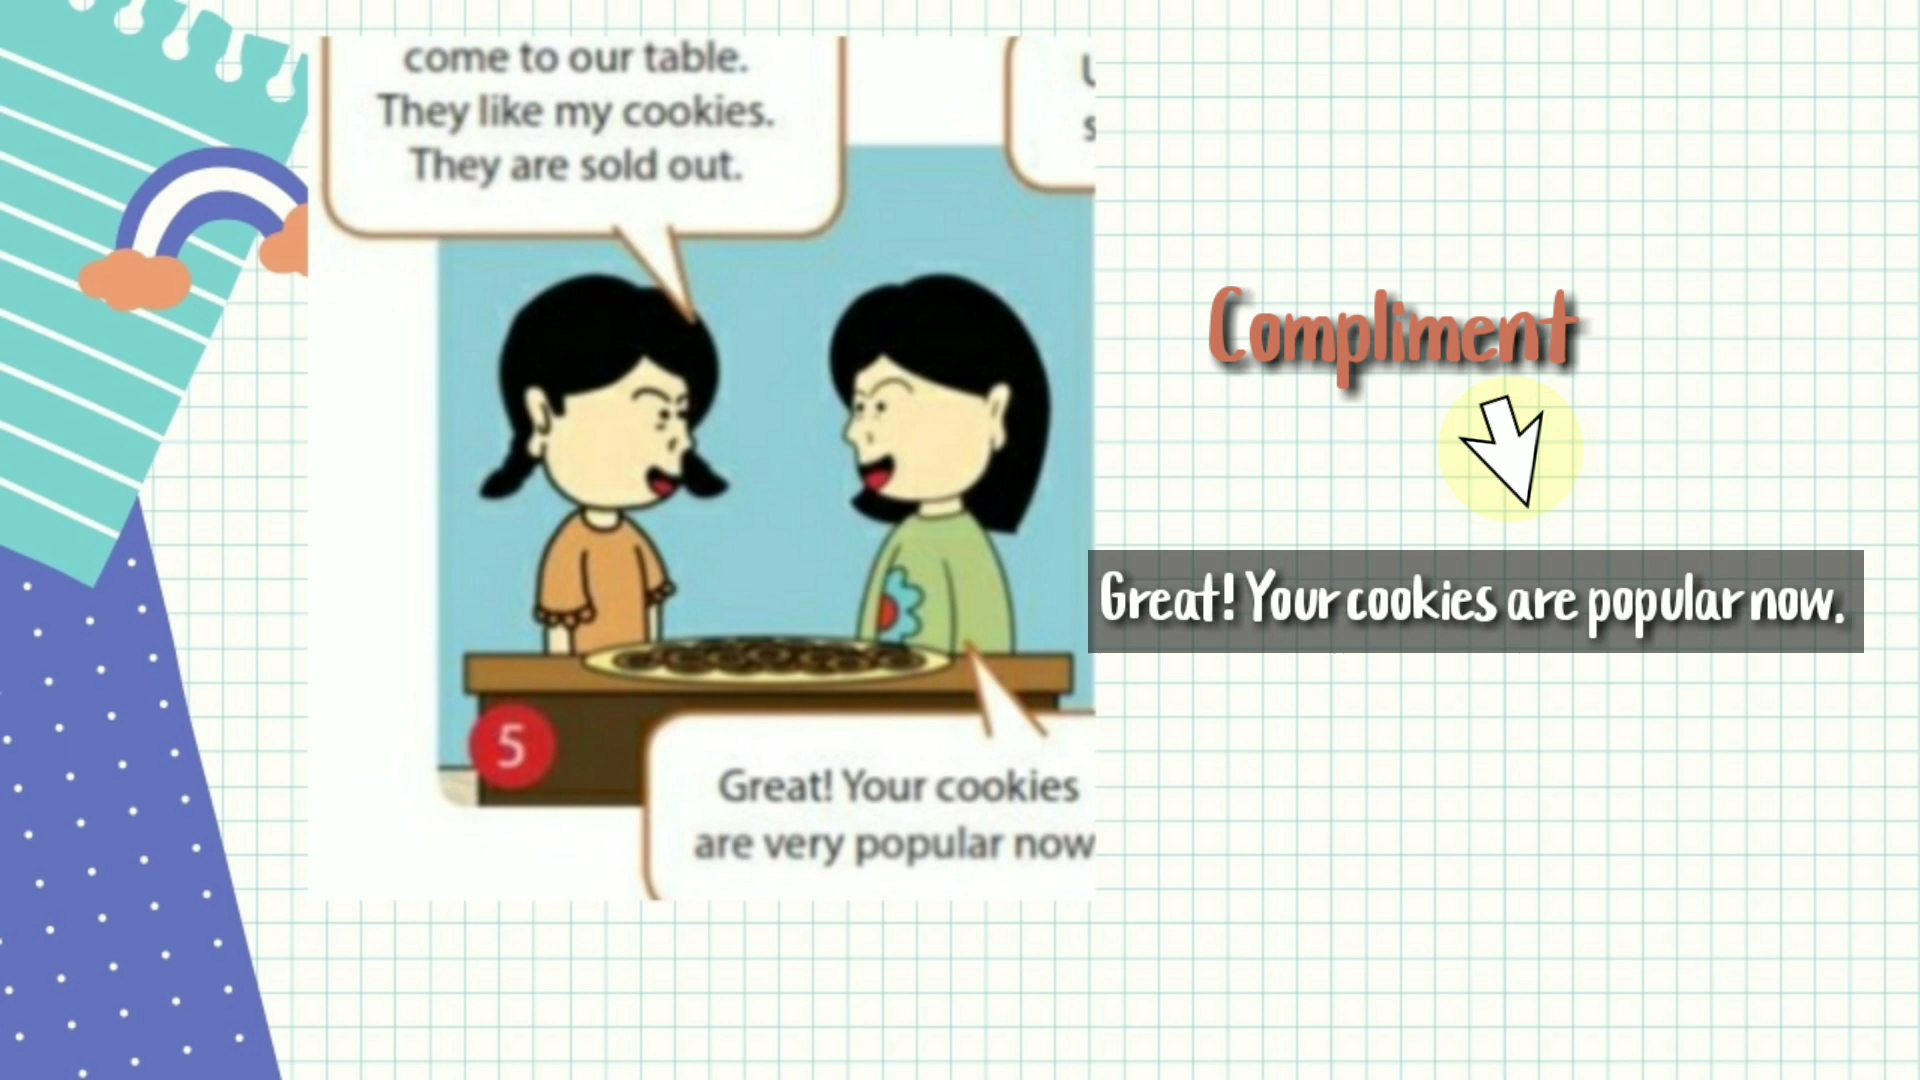 come to our table.
They like my cookies.
They are sold out.
Compliment
Great! Your cookies are popular now.
5
Great! Your cookies
are very popular now